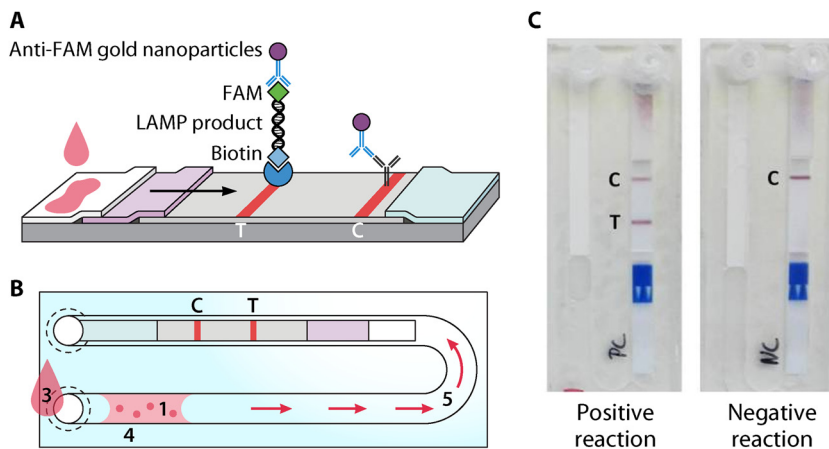 A
Anti-FAM gold nanoparticles
FAM
LAMP product
Biotin
T
C
B
C
T
3
1
4
5
C
C
T
C
PC
NC
Positive
reaction
Negative
reaction